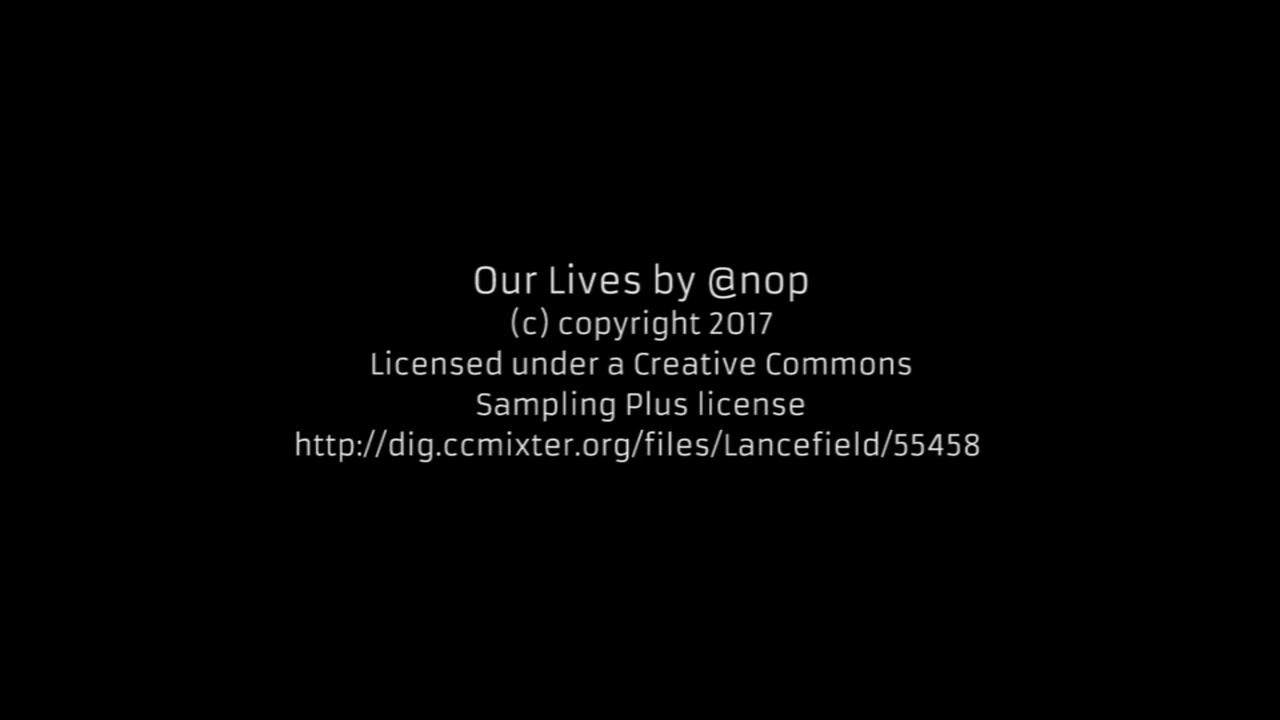 Our Lives by @nop
(c) copyright 2017
Licensed under a Creative Commons
Sampling Plus license
http://dig.ccmixter.org/files/Lancefield/55458